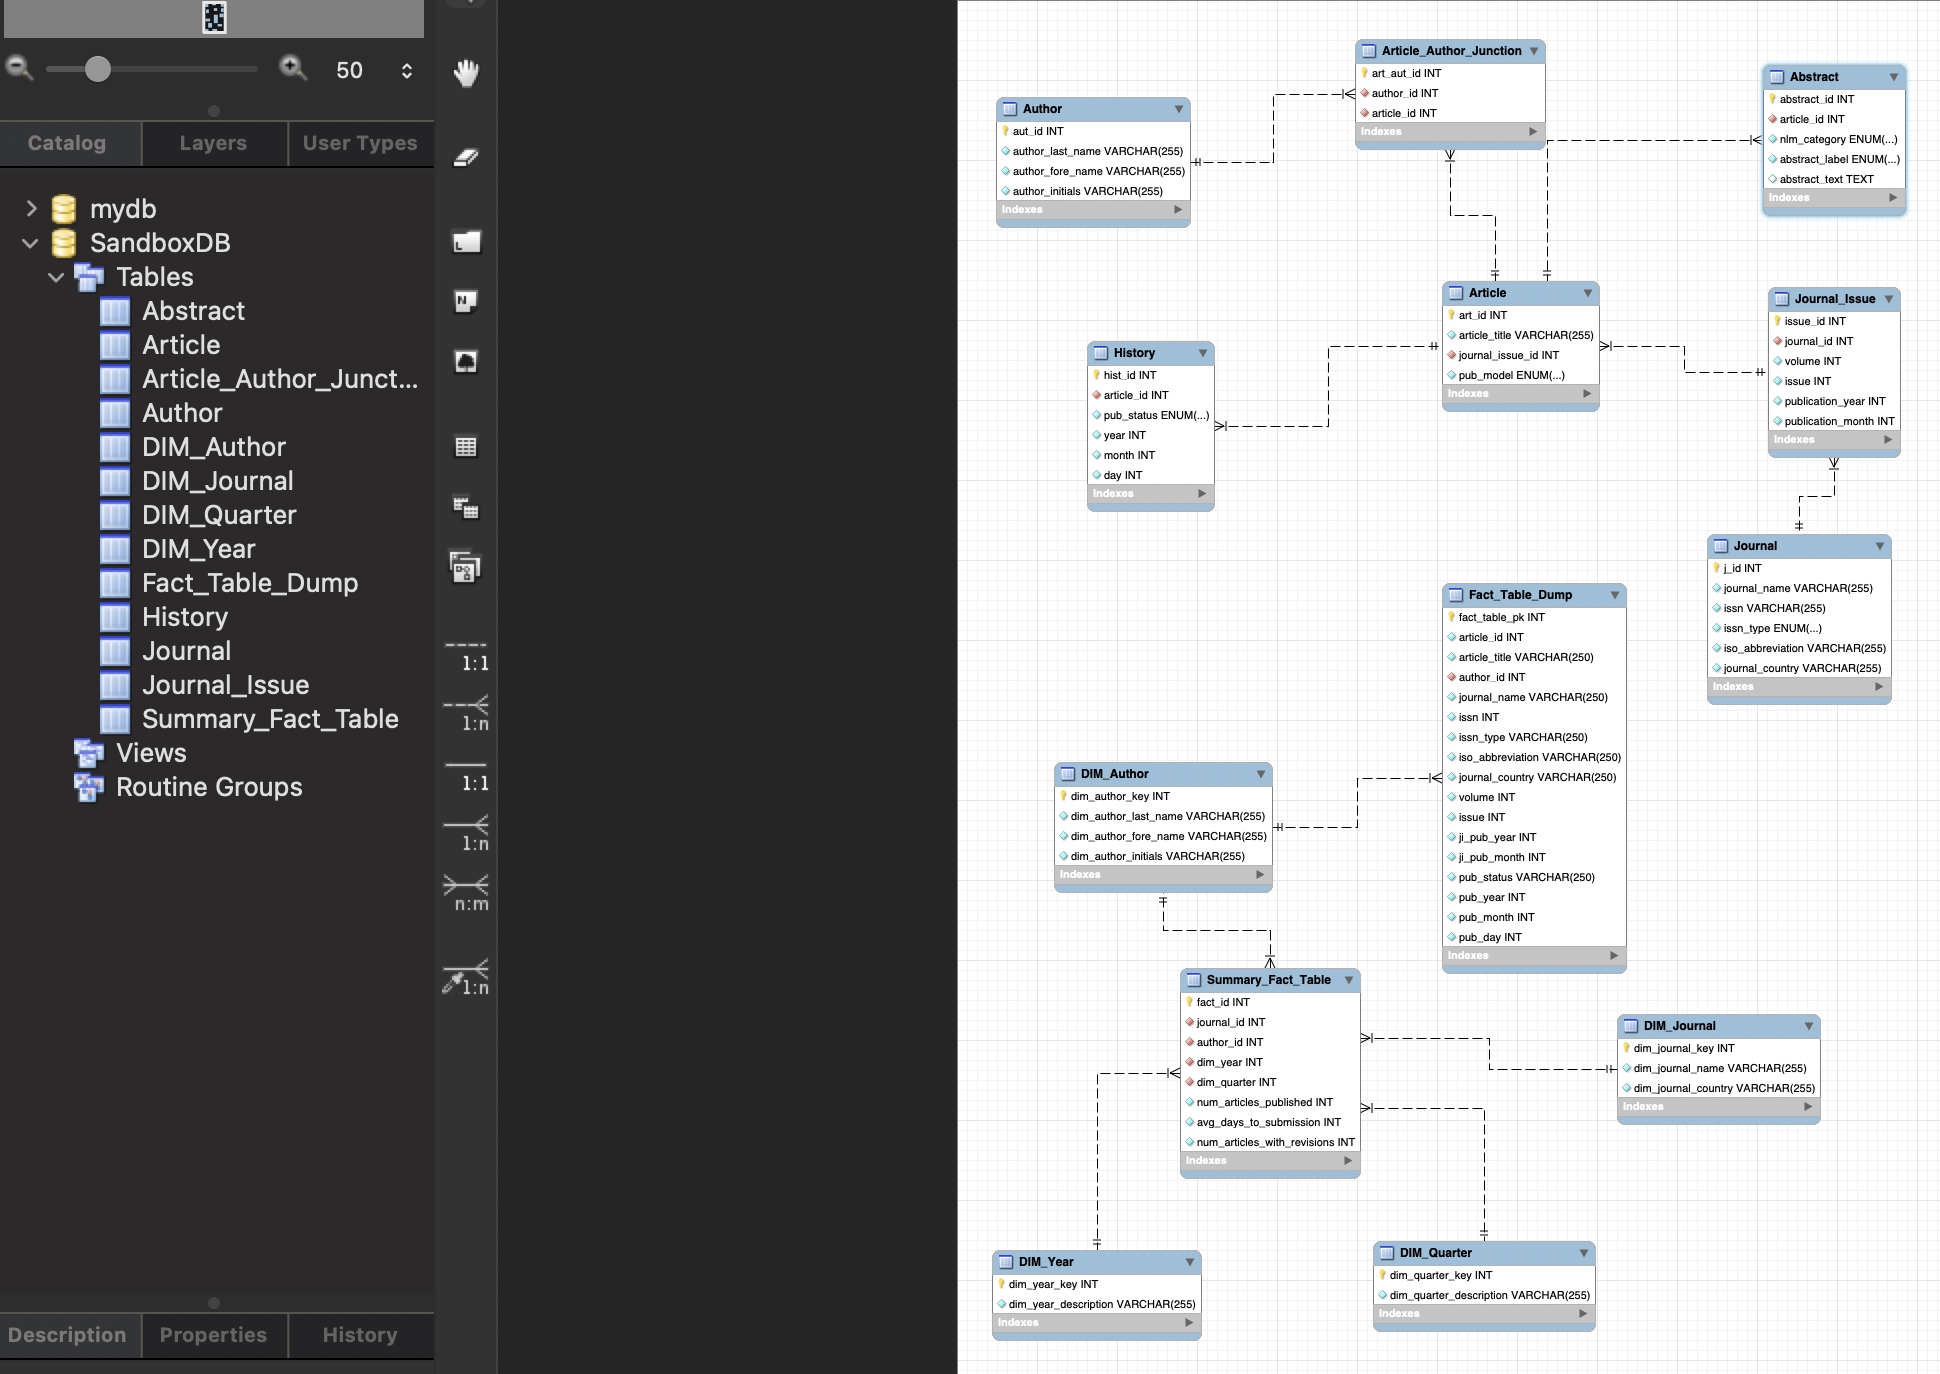 50
Catalog
Layers
User Types
mydb
SandboxDB
Tables
Abstract
Article
Article_Author_Junct...
Author
DIM_Author
DIM_Journal
DIM_Quarter
DIM_Year
Fact_Table_Dump
History
Journal
Journal_Issue
Summary_Fact_Table
Views
Routine Groups
Description
Properties
History
L
N
1:1
1:n
1:1
1:n
n:m
1:n
Article_Author_Junction
art_aut_id INT
author_id INT
article_id INT
Indexes
Abstract
abstract_id INT
article_id INT
nlm_category ENUM(...)
abstract_label ENUM(...)
abstract_text TEXT
Indexes
Author
aut_id INT
author_last_name VARCHAR(255)
author_fore_name VARCHAR(255)
author_initials VARCHAR(255)
Indexes
Article
art_id INT
article_title VARCHAR(255)
journal_issue_id INT
pub_model ENUM(...)
Indexes
Journal_Issue
issue_id INT
journal_id INT
volume INT
issue INT
publication_year INT
publication_month INT
Indexes
History
hist_id INT
article_id INT
pub_status ENUM(...)
year INT
month INT
day INT
Indexes
Journal
j_id INT
journal_name VARCHAR(255)
issn VARCHAR(255)
issn_type ENUM(...)
iso_abbreviation VARCHAR(255)
journal_country VARCHAR(255)
Indexes
Fact_Table_Dump
fact_table_pk INT
article_id INT
article_title VARCHAR(250)
author_id INT
journal_name VARCHAR(250)
issn INT
issn_type VARCHAR(250)
iso_abbreviation VARCHAR(250)
journal_country VARCHAR(250)
volume INT
issue INT
ji_pub_year INT
ji_pub_month INT
pub_status VARCHAR(250)
pub_year INT
pub_month INT
pub_day INT
Indexes
DIM_Author
dim_author_key INT
dim_author_last_name VARCHAR(255)
dim_author_fore_name VARCHAR(255)
dim_author_initials VARCHAR(255)
Indexes
Summary_Fact_Table
fact_id INT
journal_id INT
author_id INT
dim_year INT
dim_quarter INT
num_articles_published INT
avg_days_to_submission INT
num_articles_with_revisions INT
Indexes
DIM_Journal
dim_journal_key INT
dim_journal_name VARCHAR(255)
dim_journal_country VARCHAR(255)
Indexes
DIM_Year
dim_year_key INT
dim_year_description VARCHAR(255)
Indexes
DIM_Quarter
dim_quarter_key INT
dim_quarter_description VARCHAR(255)
Indexes